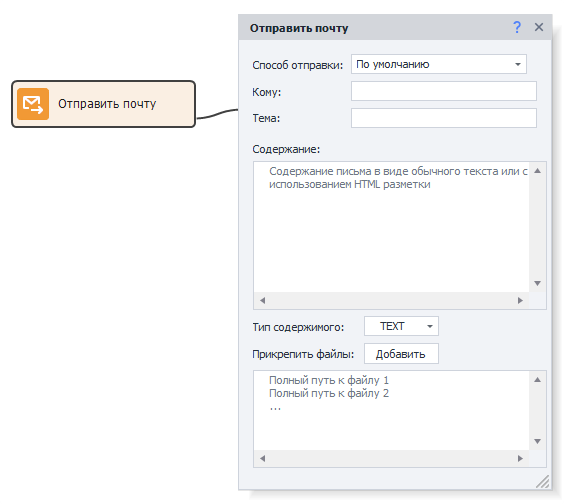 Отправить почту
Отправить почту
?
Способ отправки: По умолчанию
Кому:
Тема:
Содержание:
Содержание письма в виде обычного текста или с
использованием HTML разметки
Тип содержимого: TEXT
Прикрепить файлы: Добавить
Полный путь к файлу 1
Полный путь к файлу 2
...